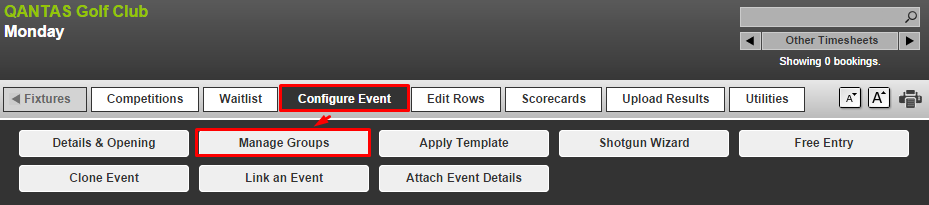 QANTAS Golf Club
Monday
Other Timesheets
Showing 0 bookings.
Fixtures Competitions Waitlist Configure Event Edit Rows Scorecards Upload Results Utilities A A
Details & Opening Manage Groups Apply Template Shotgun Wizard Free Entry
Clone Event Link an Event Attach Event Details